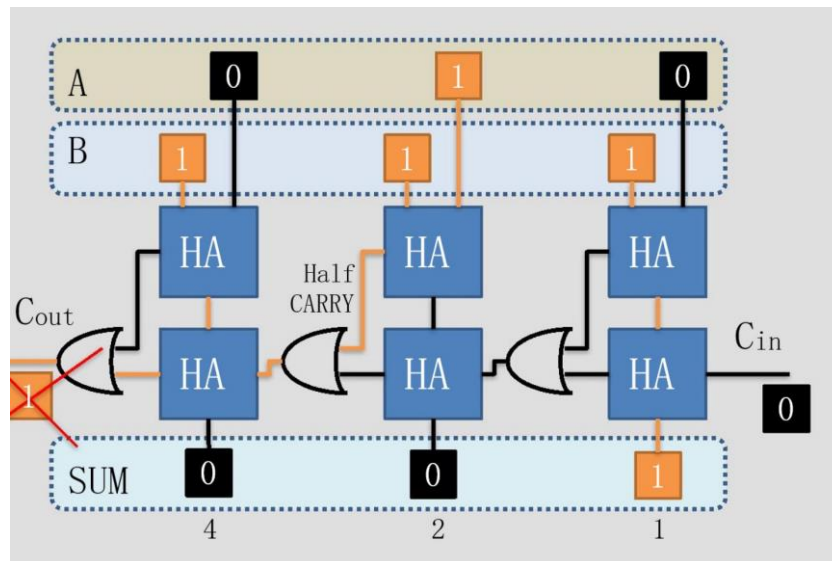 A 0 1 0
B 1 1 1
HA HA HA
Half
CARRY
Cout
Cin
HA HA HA
1
0
SUM 0 0 1
4 2 1